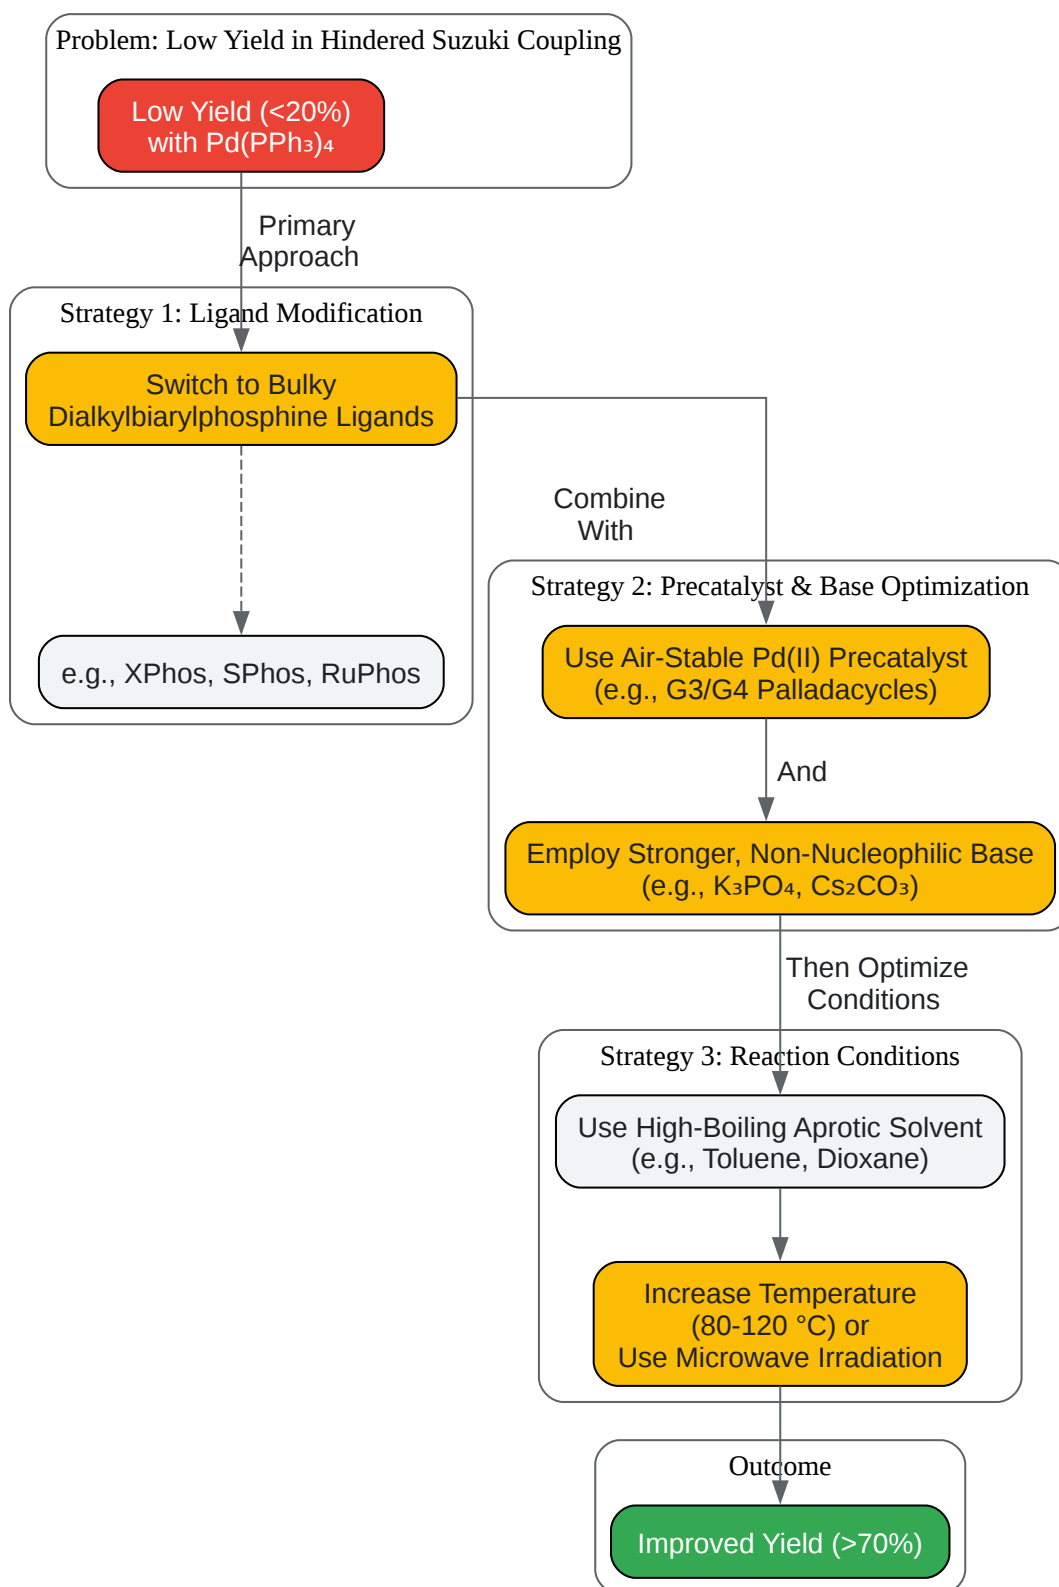 Problem: Low Yield in Hindered Suzuki Coupling
Low Yield (<20%)
with Pd(PPh₃)₄
Primary
Approach
Strategy 1: Ligand Modification
Switch to Bulky
Dialkylbiarylphosphine Ligands
e.g., XPhos, SPhos, RuPhos
Combine
With
Strategy 2: Precatalyst & Base Optimization
Use Air-Stable Pd(II) Precatalyst
(e.g., G3/G4 Palladacycles)
And
Employ Stronger, Non-Nucleophilic Base
(e.g., K₃PO₄, Cs₂CO₃)
Then Optimize
Conditions
Strategy 3: Reaction Conditions
Use High-Boiling Aprotic Solvent
(e.g., Toluene, Dioxane)
Increase Temperature
(80-120 °C) or
Use Microwave Irradiation
Outcome
Improved Yield (>70%)